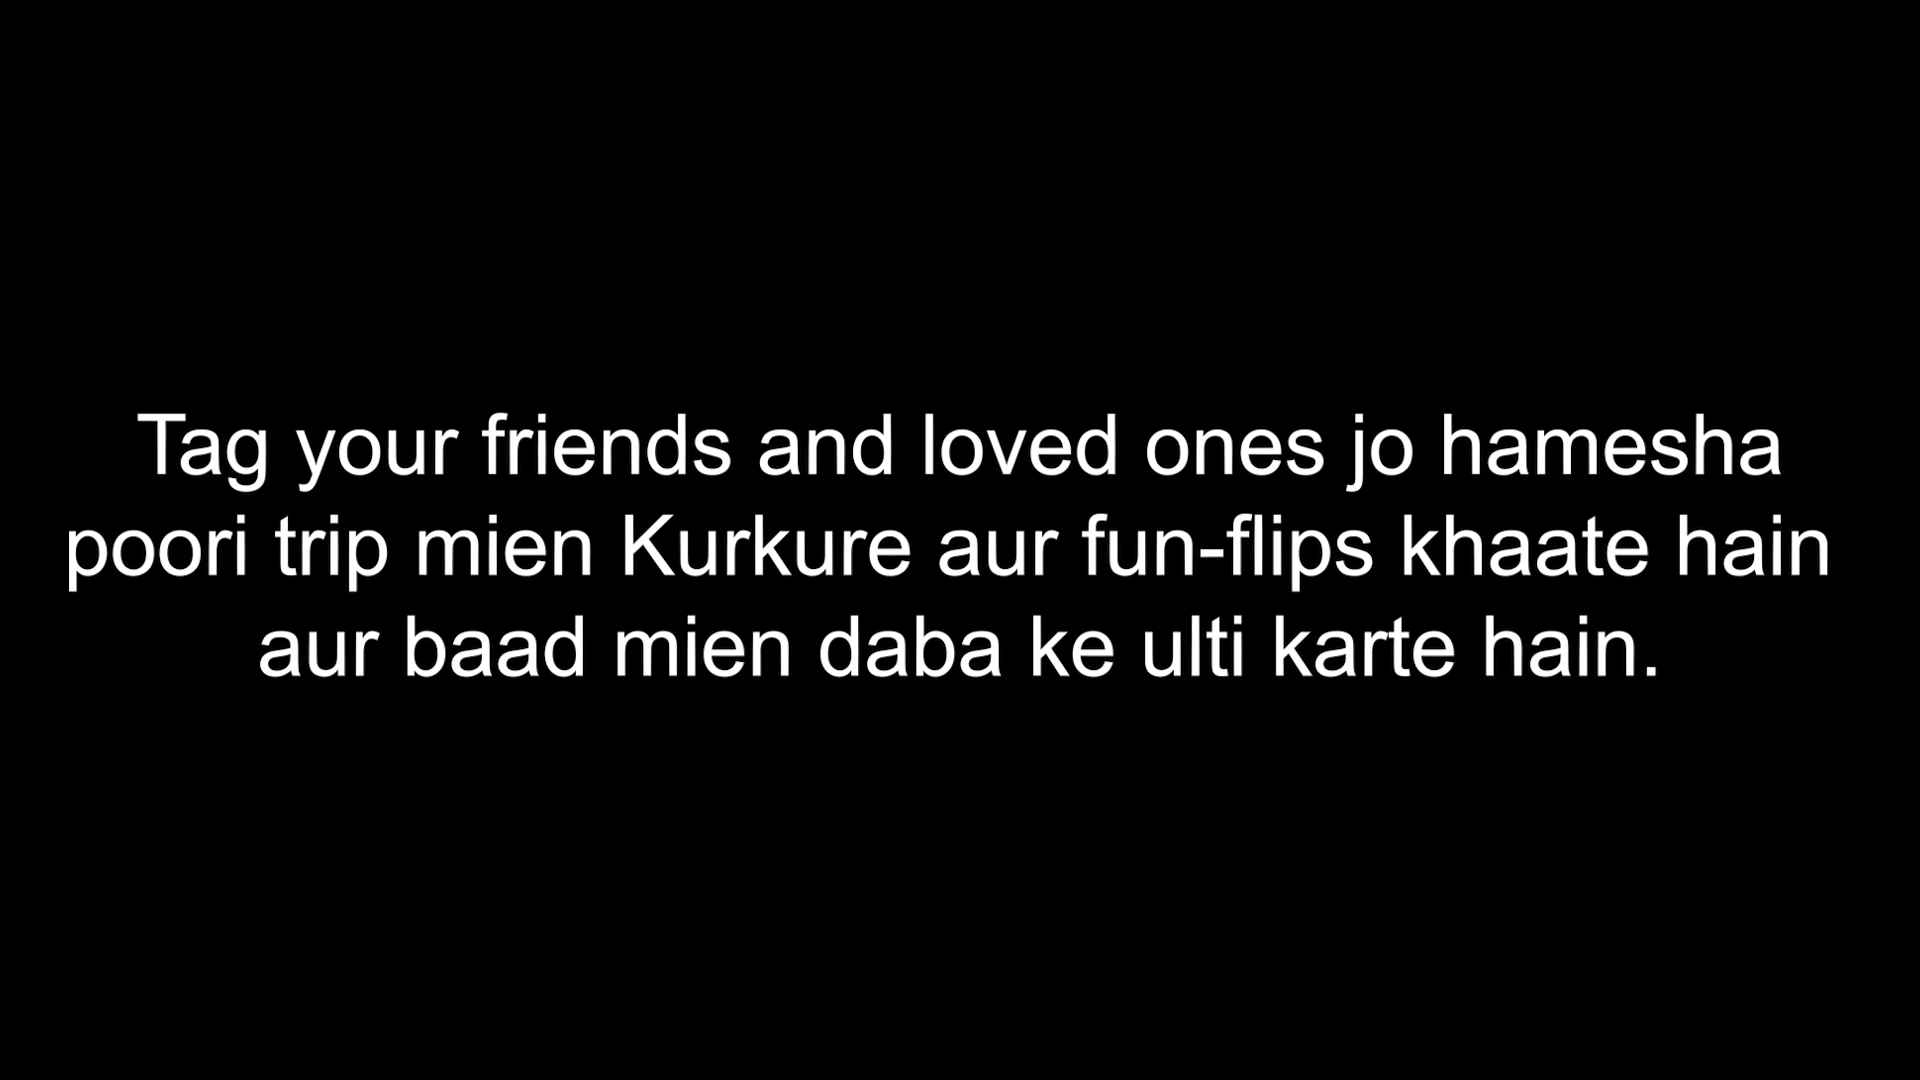 Tag your friends and loved ones jo hamesha
poori trip mien Kurkure aur fun-flips khaate hain
aur baad mien daba ke ulti karte hain.